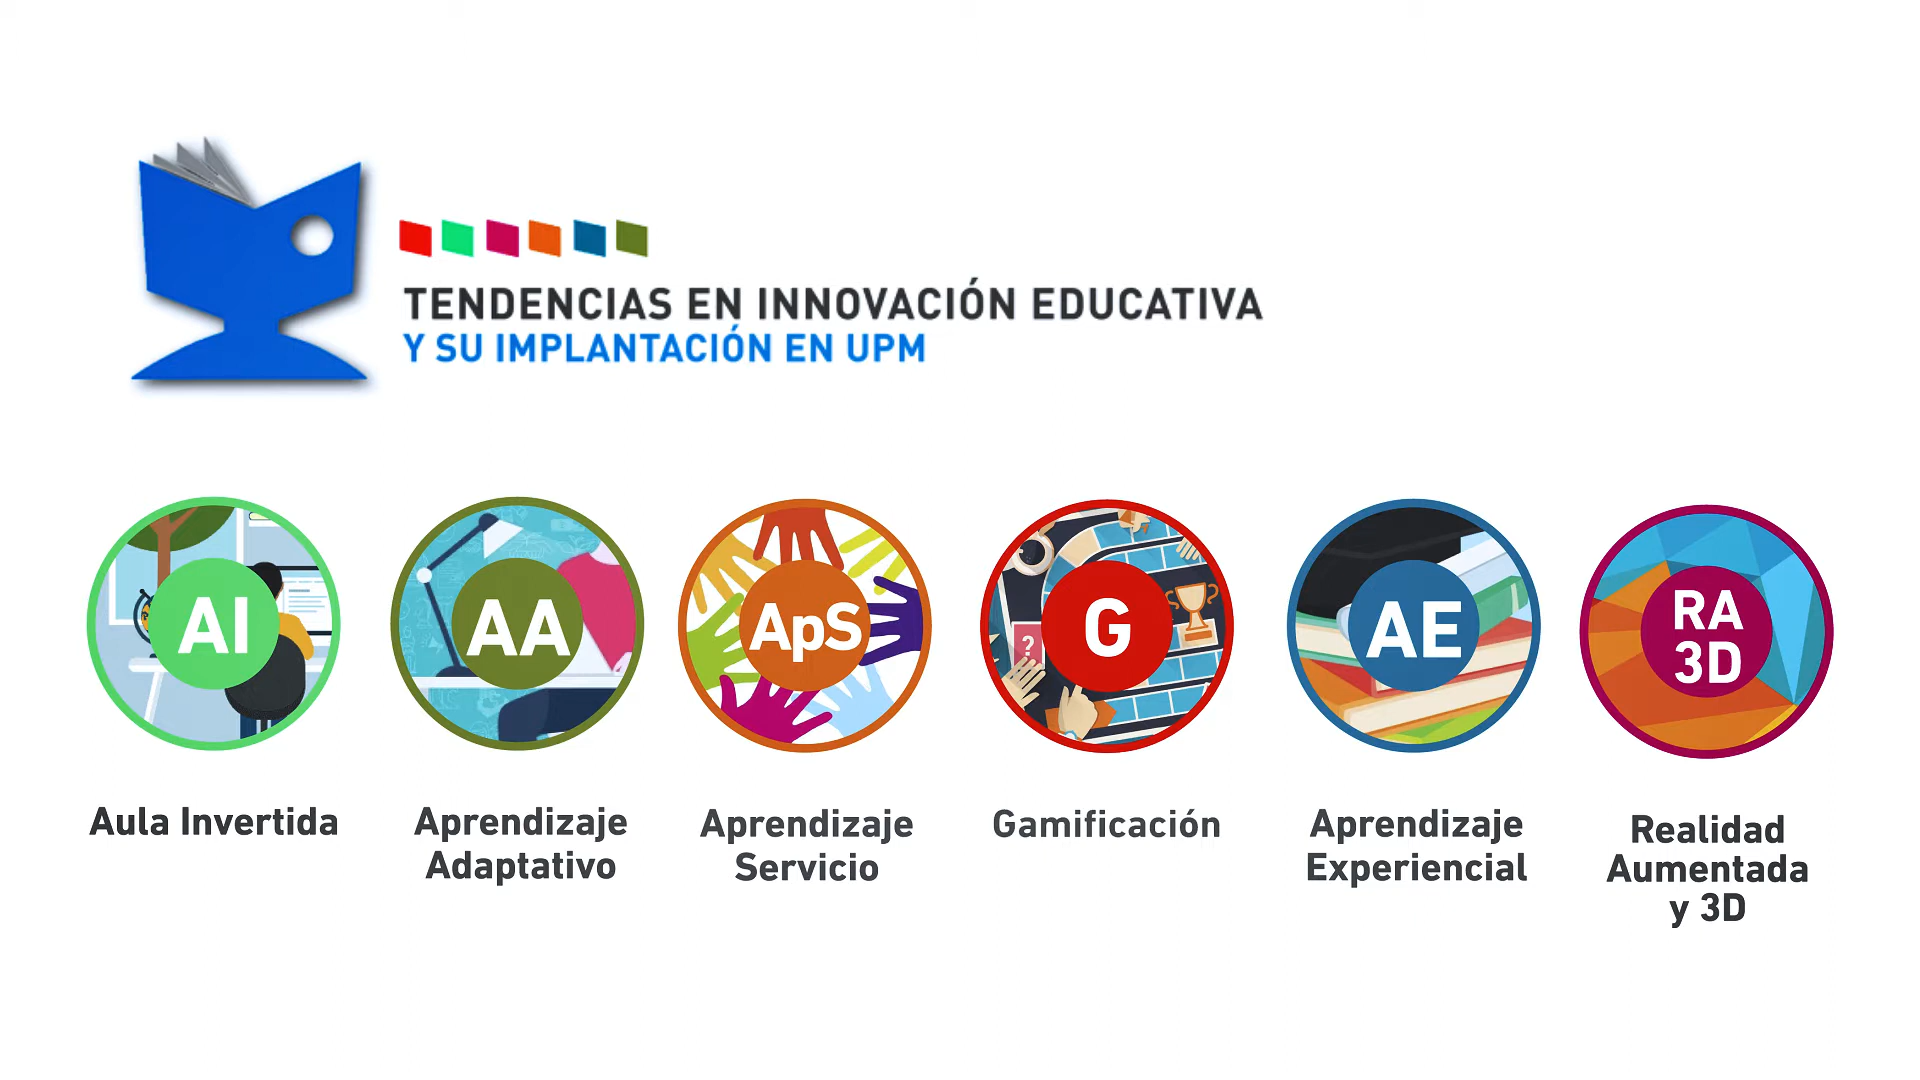 TENDENCIAS EN INNOVACIÓN EDUCATIVA
Y SU IMPLANTACIÓN EN UPM
AI
AA
ApS
G
?
AE
RA
3D
Aula Invertida
Aprendizaje
Adaptativo
Aprendizaje
Servicio
Gamificación
Aprendizaje
Experiencial
Realidad
Aumentada
y 3D